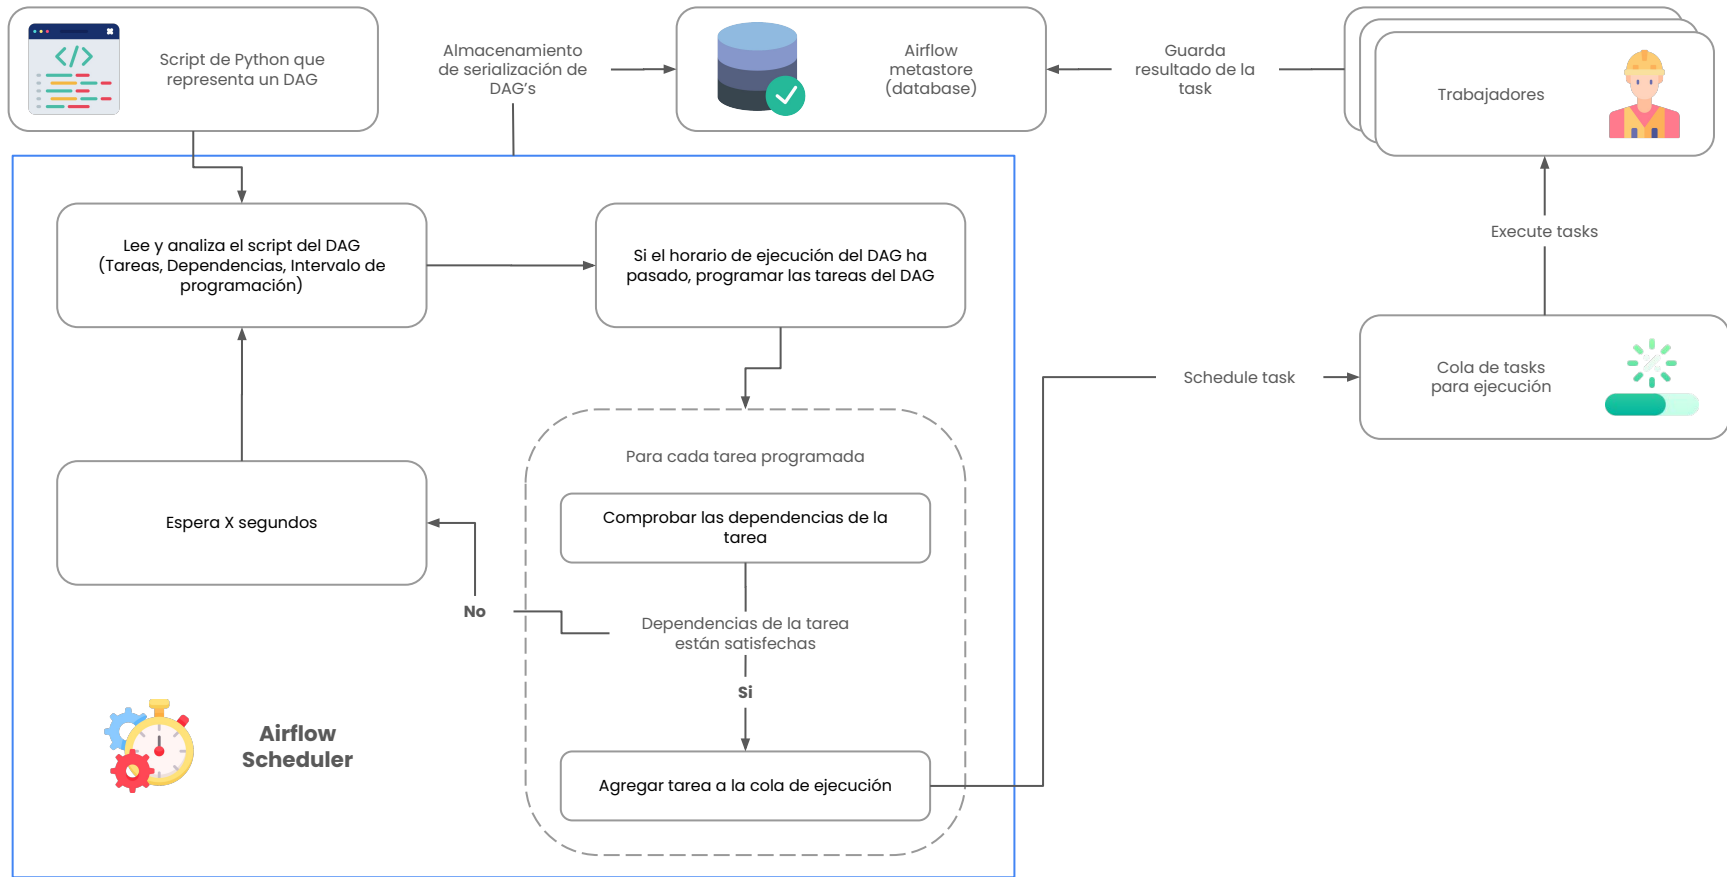 Script de Python que
representa un DAG
Almacenamiento
de serialización de
DAG's
Airflow
metastore
(database)
Guarda
resultado de la
task
Trabajadores
Lee y analiza el script del DAG
(Tareas, Dependencias, Intervalo de
programación)
Si el horario de ejecución del DAG ha
pasado, programar las tareas del DAG
Execute tasks
Schedule task
Cola de tasks
para ejecución
Para cada tarea programada
Comprobar las dependencias de la
tarea
Espera X segundos
No
Dependencias de la tarea
están satisfechas
Si
Airflow
Scheduler
Agregar tarea a la cola de ejecución